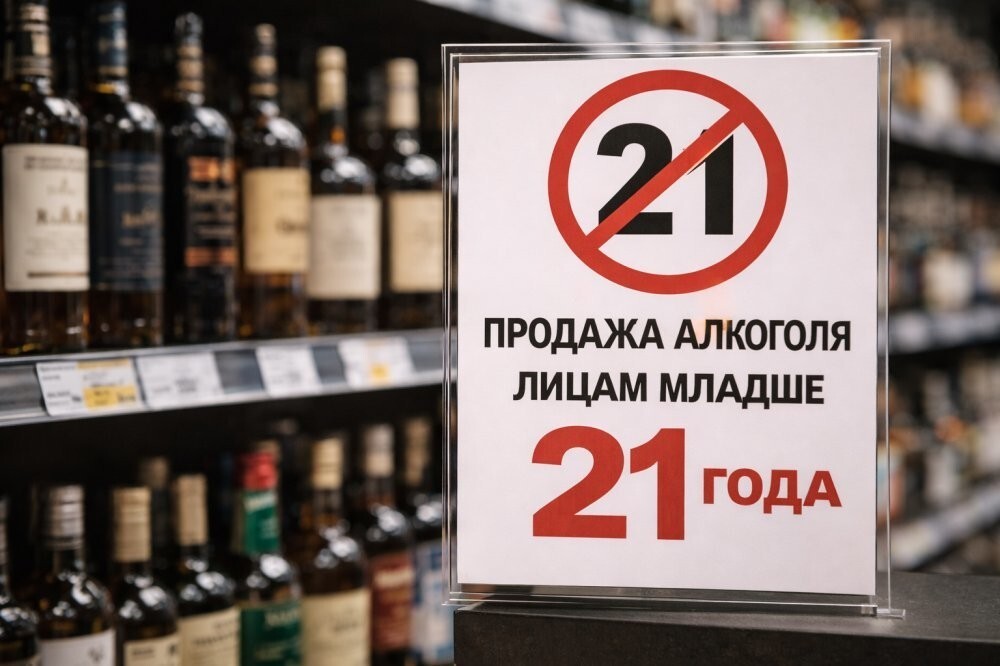 21
ПРОДАЖА АЛКОГОЛЯ
ЛИЦАМ МЛАДШЕ
21 ГОДА